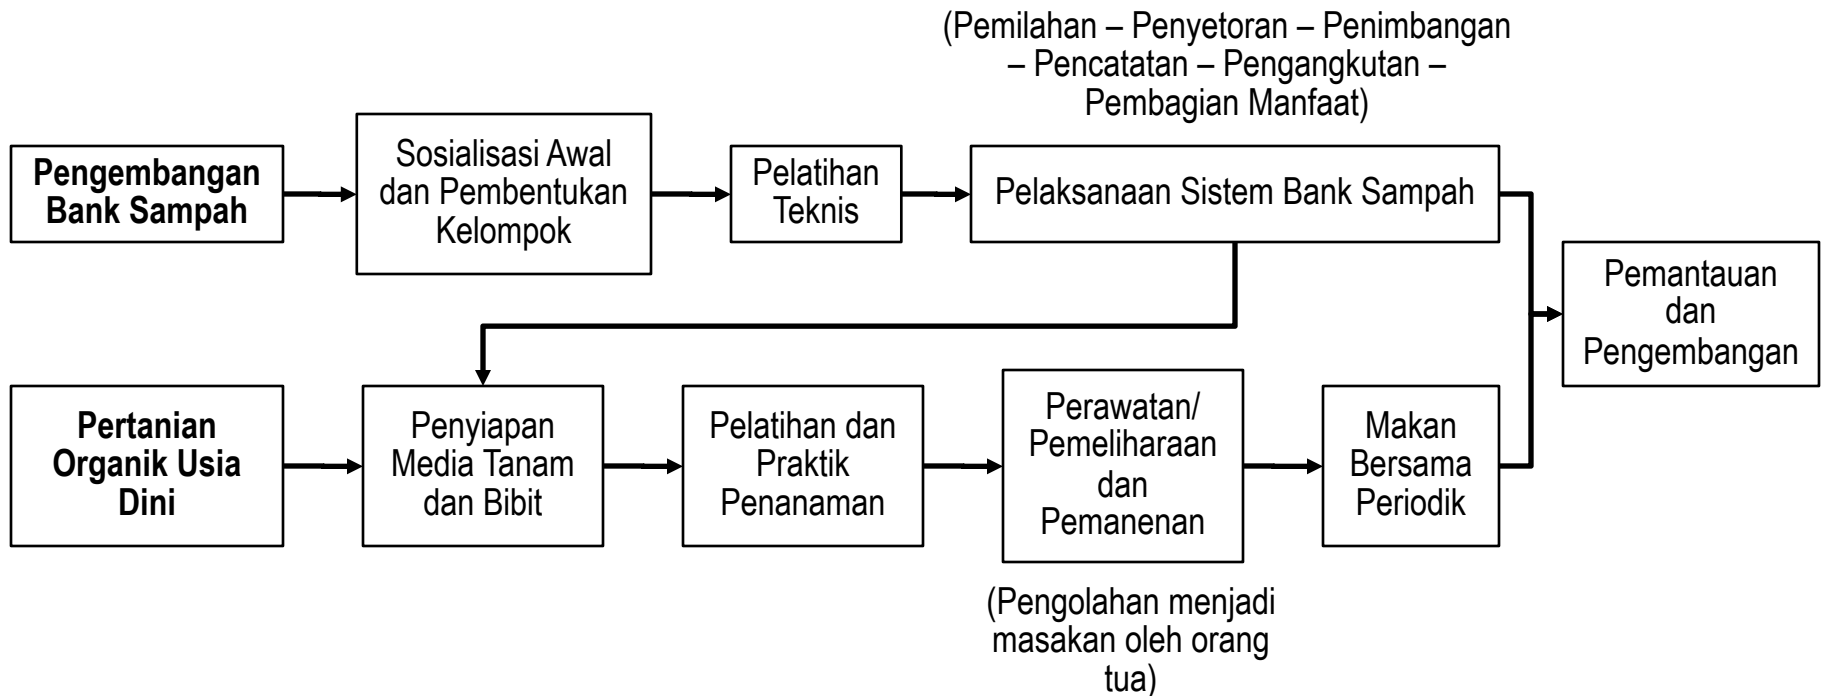 (Pemilahan – Penyetoran – Penimbangan
– Pencatatan – Pengangkutan –
Pembagian Manfaat)
Pengembangan
Bank Sampah
Sosialisasi Awal
dan Pembentukan
Kelompok
Pelatihan
Teknis
Pelaksanaan Sistem Bank Sampah
Pemantauan
dan
Pengembangan
Pertanian
Organik Usia
Dini
Penyiapan
Media Tanam
dan Bibit
Pelatihan dan
Praktik
Penanaman
Perawatan/
Pemeliharaan
dan
Pemanenan
Makan
Bersama
Periodik
(Pengolahan menjadi
masakan oleh orang
tua)